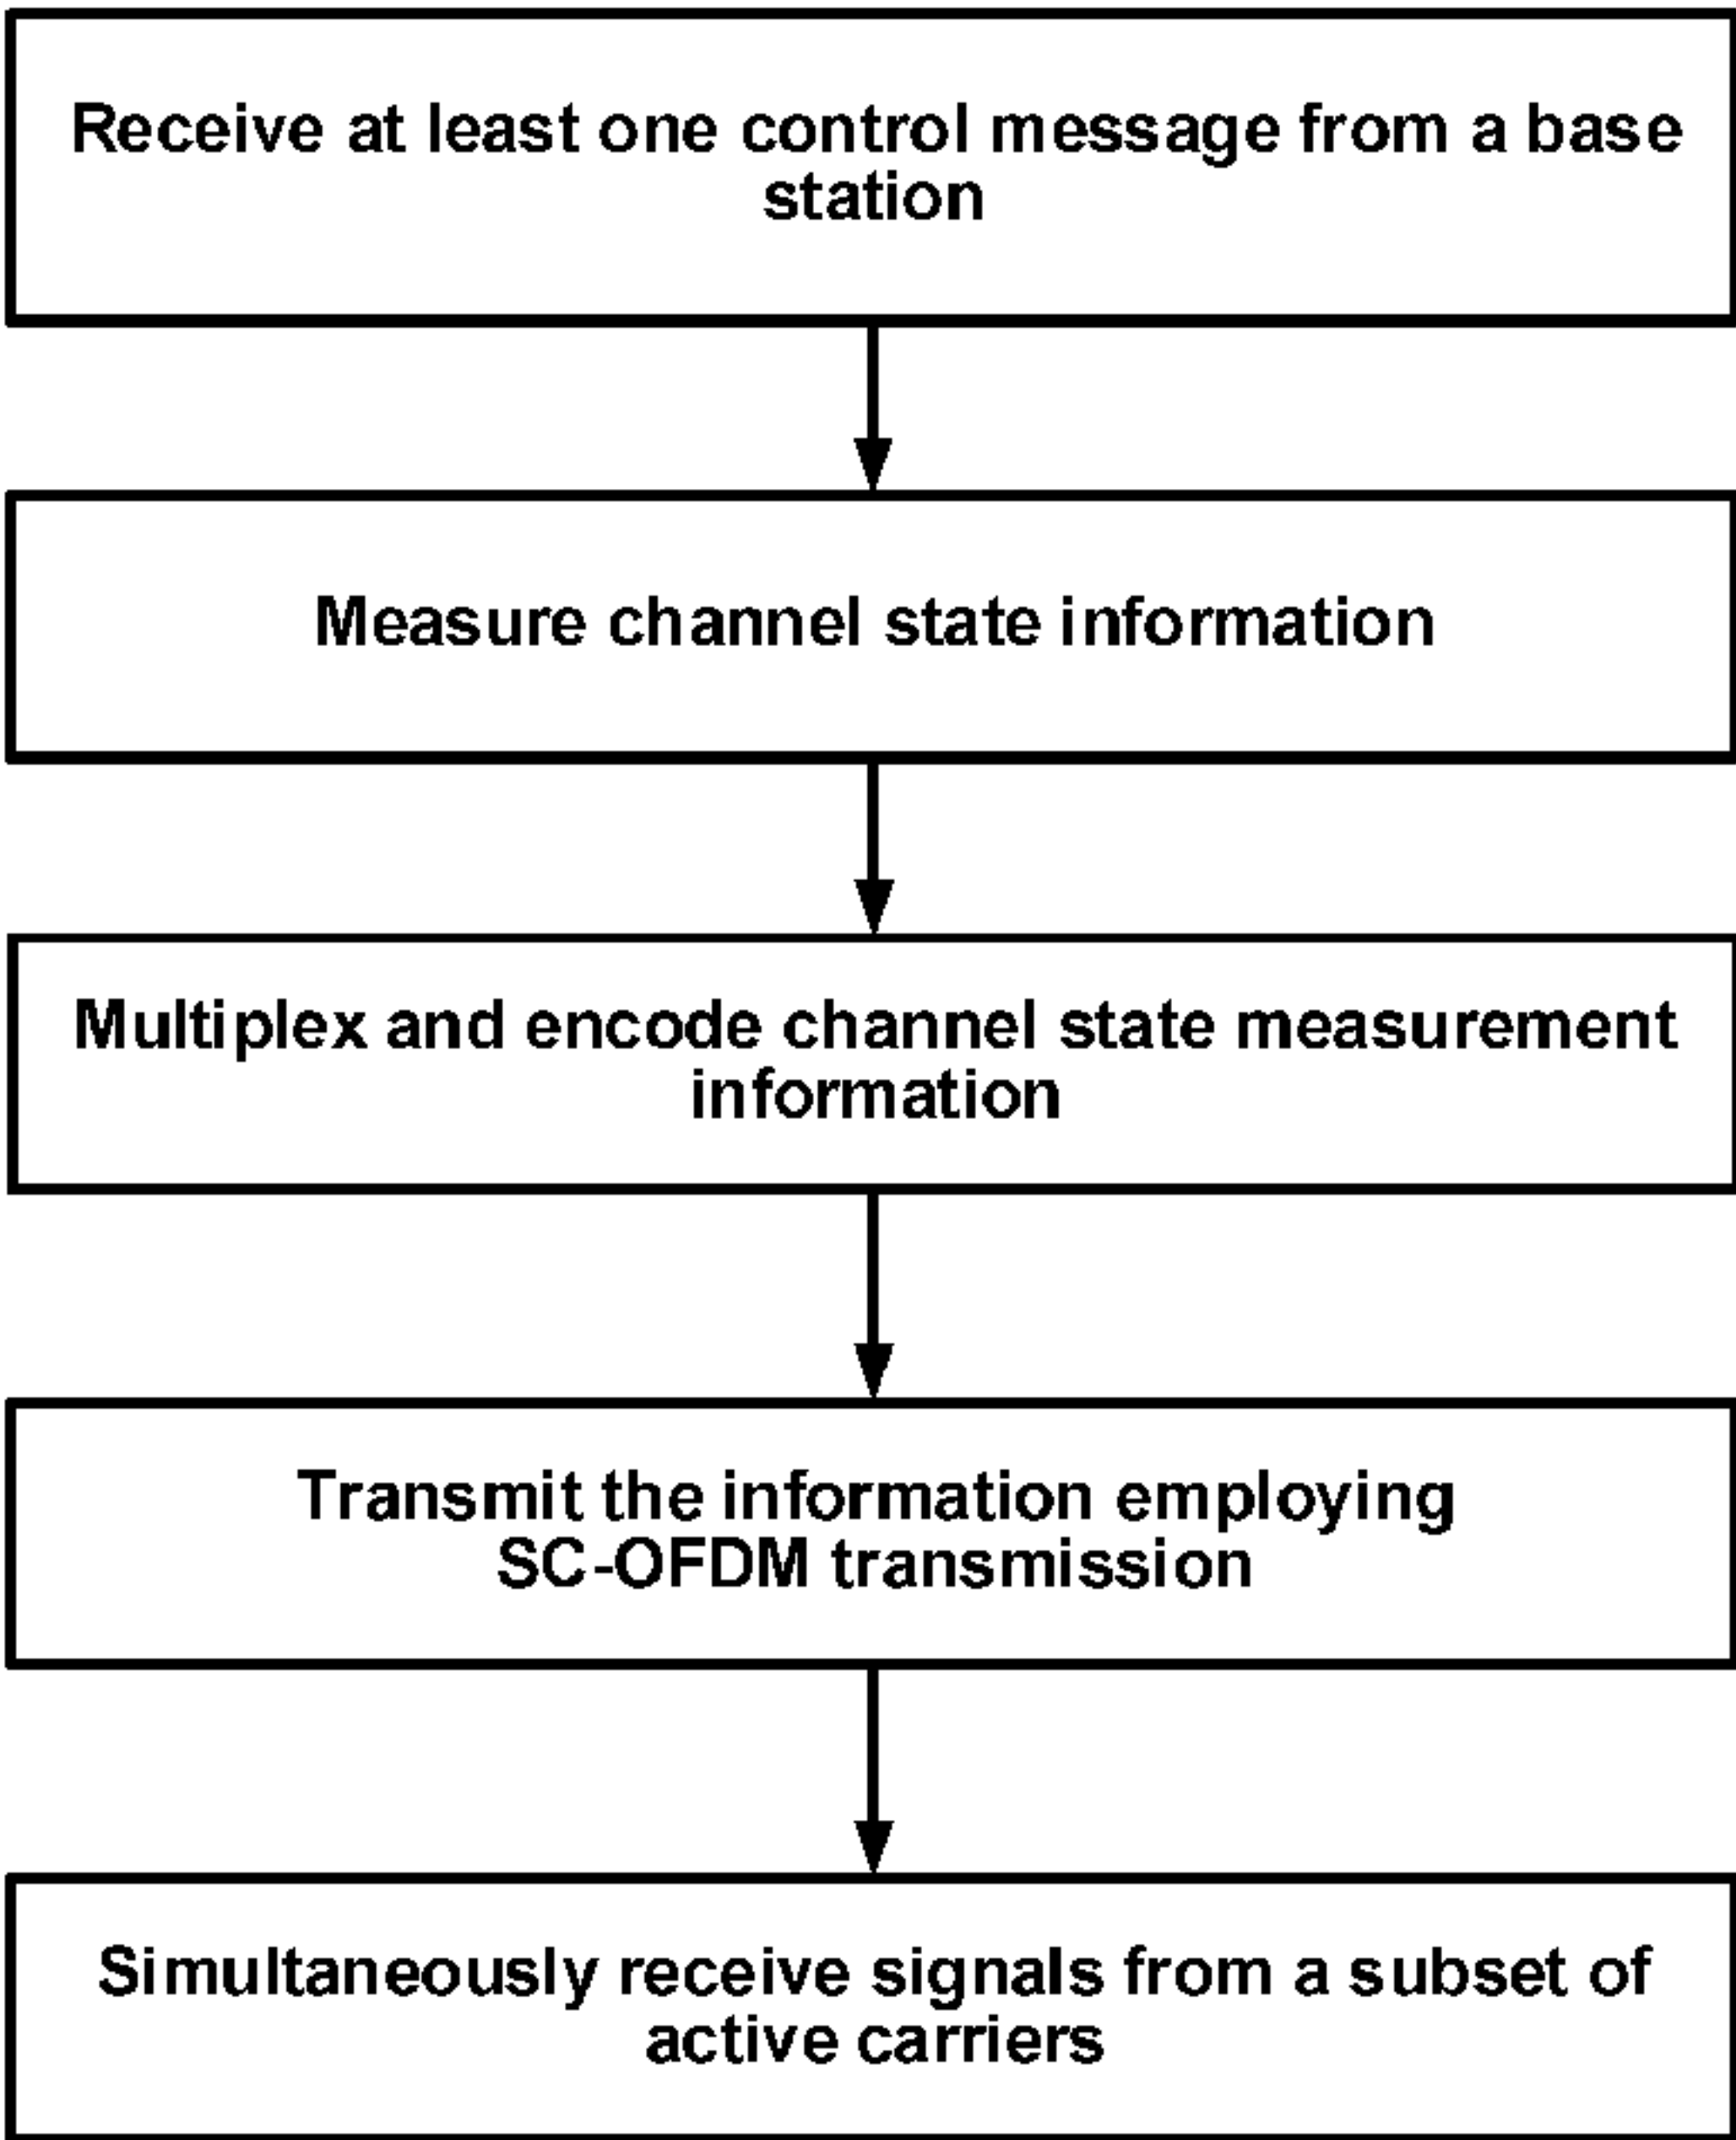 Receive at least one control message from a base
station
Measure channel state information
Multiplex and encode channel state measurement
information
Transmit the information employing
SC-OFDM transmission
Simultaneously receive signals from a subset of
active carriers